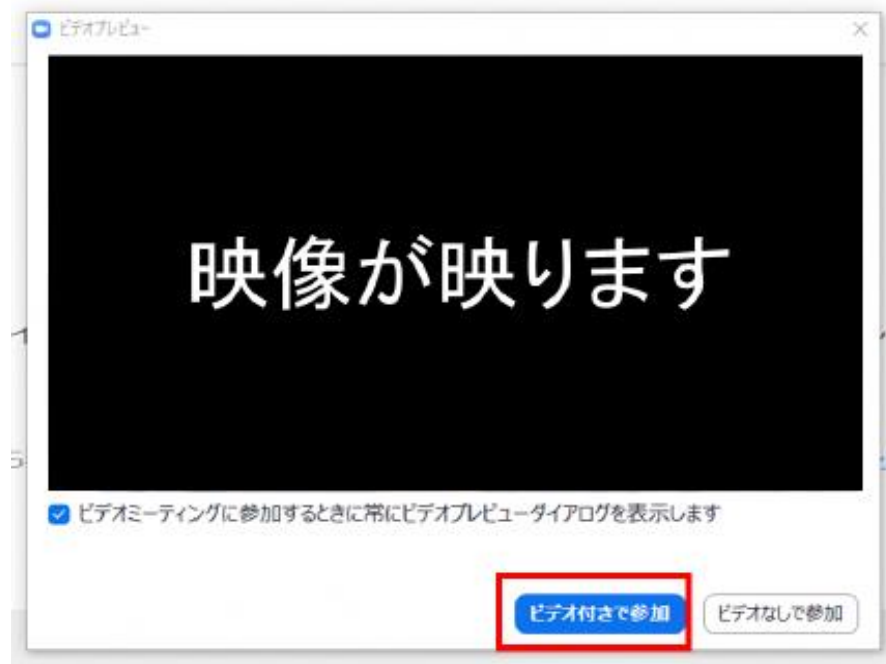 ビデオプレビュー
映像が映ります
ビデオミーティングに参加するときに常にビデオプレビューダイアログを表示します
ビデオ付きで参加
ビデオなしで参加